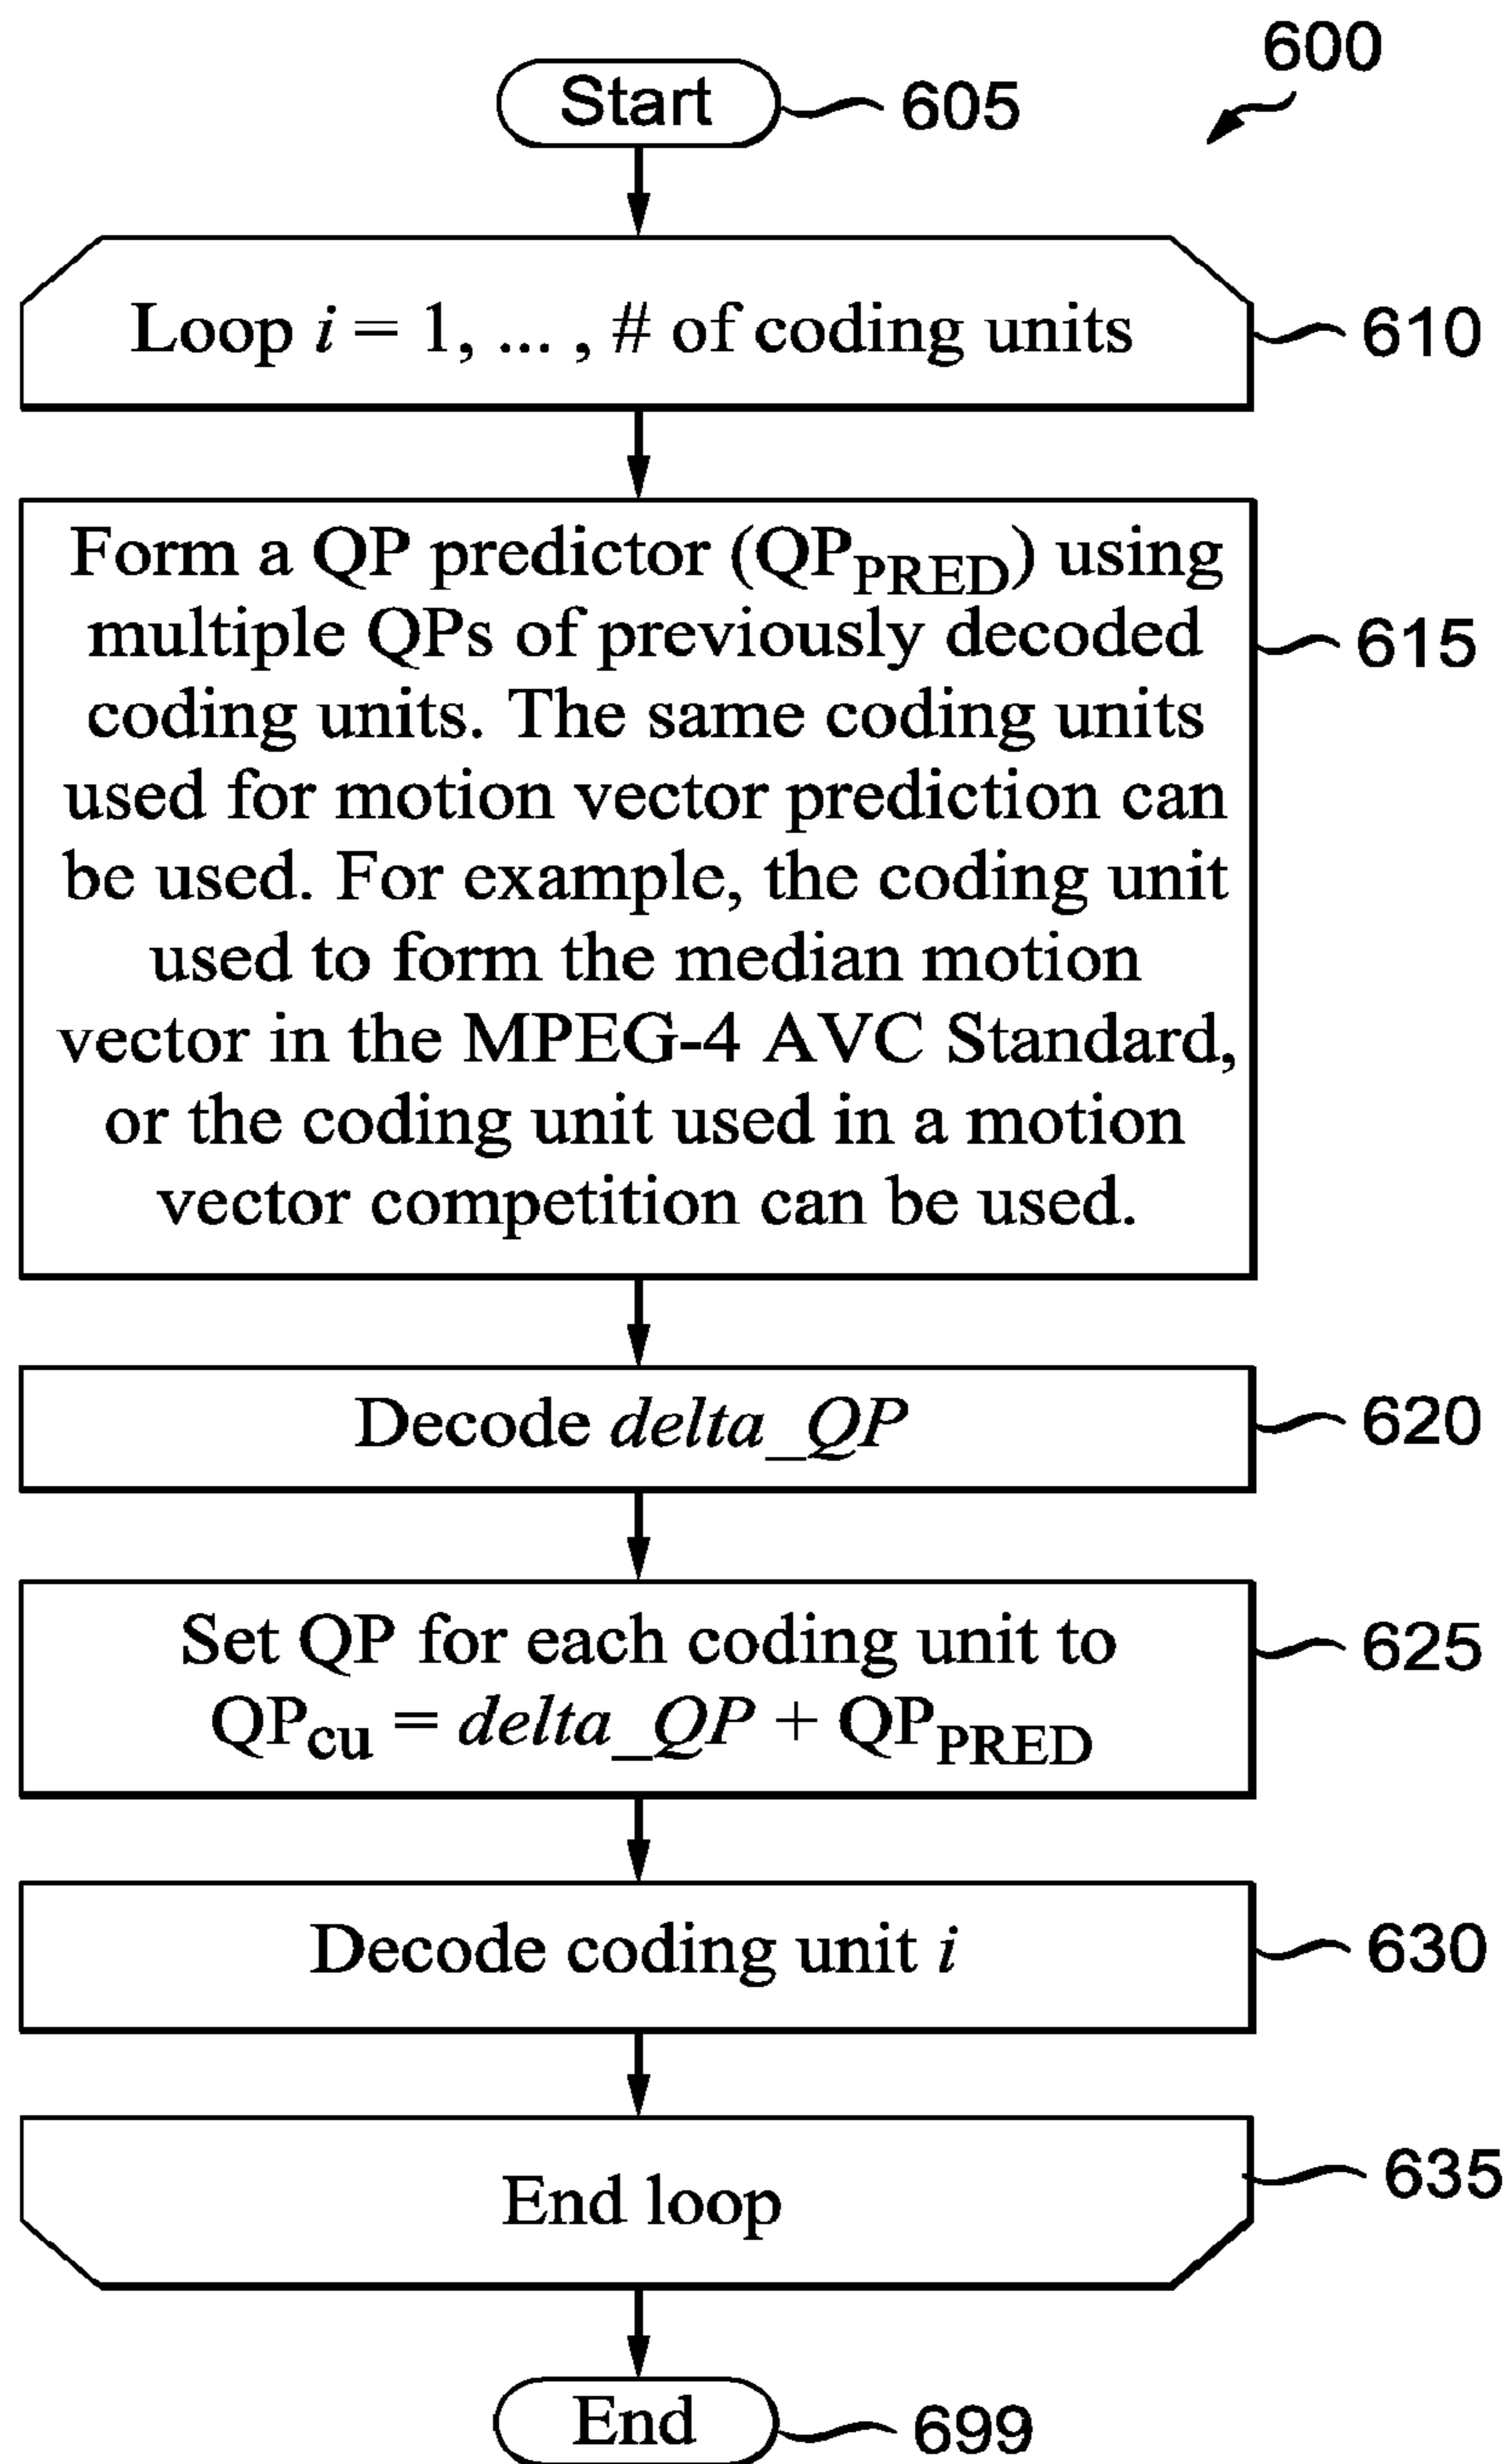 600
Start
605
Loop i = 1, ... , # of coding units
610
Form a QP predictor (QPPRED) using
multiple QPs of previously decoded
coding units. The same coding units
used for motion vector prediction can
be used. For example, the coding unit
used to form the median motion
vector in the MPEG-4 AVC Standard,
or the coding unit used in a motion
vector competition can be used.
615
Decode delta_QP
620
Set QP for each coding unit to
QPcu = delta_QP + QPPRED
625
Decode coding unit i
630
End loop
635
End
699